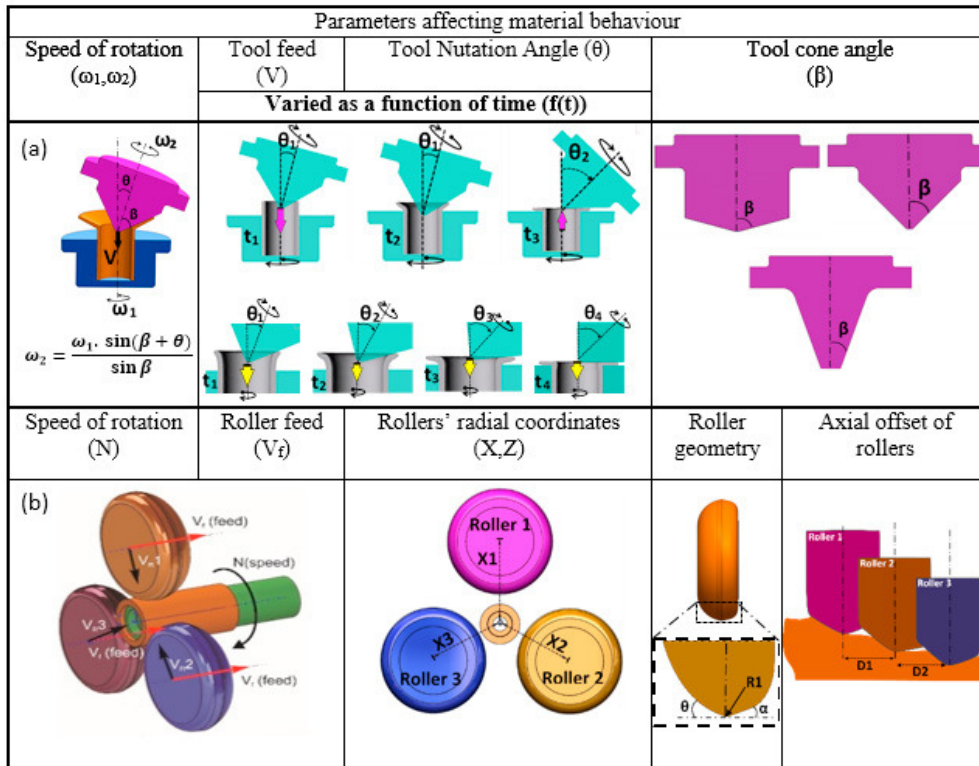 Parameters affecting material behaviour
Speed of rotation
(ω1,ω2)
Tool feed
(V)
Tool Nutation Angle (θ)
Varied as a function of time (f(t))
Tool cone angle
(β)
(a)
ω2
θ
β
V
ω1
ω2 = ω1. sin(β + θ) / sin β
θ1
t1
θ1
t2
θ2
t3
θ1
t1
θ2
t2
θ3
t3
θ4
t4
β
β
β
Speed of rotation
(N)
Roller feed
(Vf)
Rollers' radial coordinates
(X,Z)
Roller
geometry
Axial offset of
rollers
(b)
Vf (feed)
N(speed)
Vf (feed)
Vf (feed)
Roller 1
X1
X3
X2
Roller 3
Roller 2
R1
θ
α
Roller 1
Roller 2
Roller 3
D1
D2